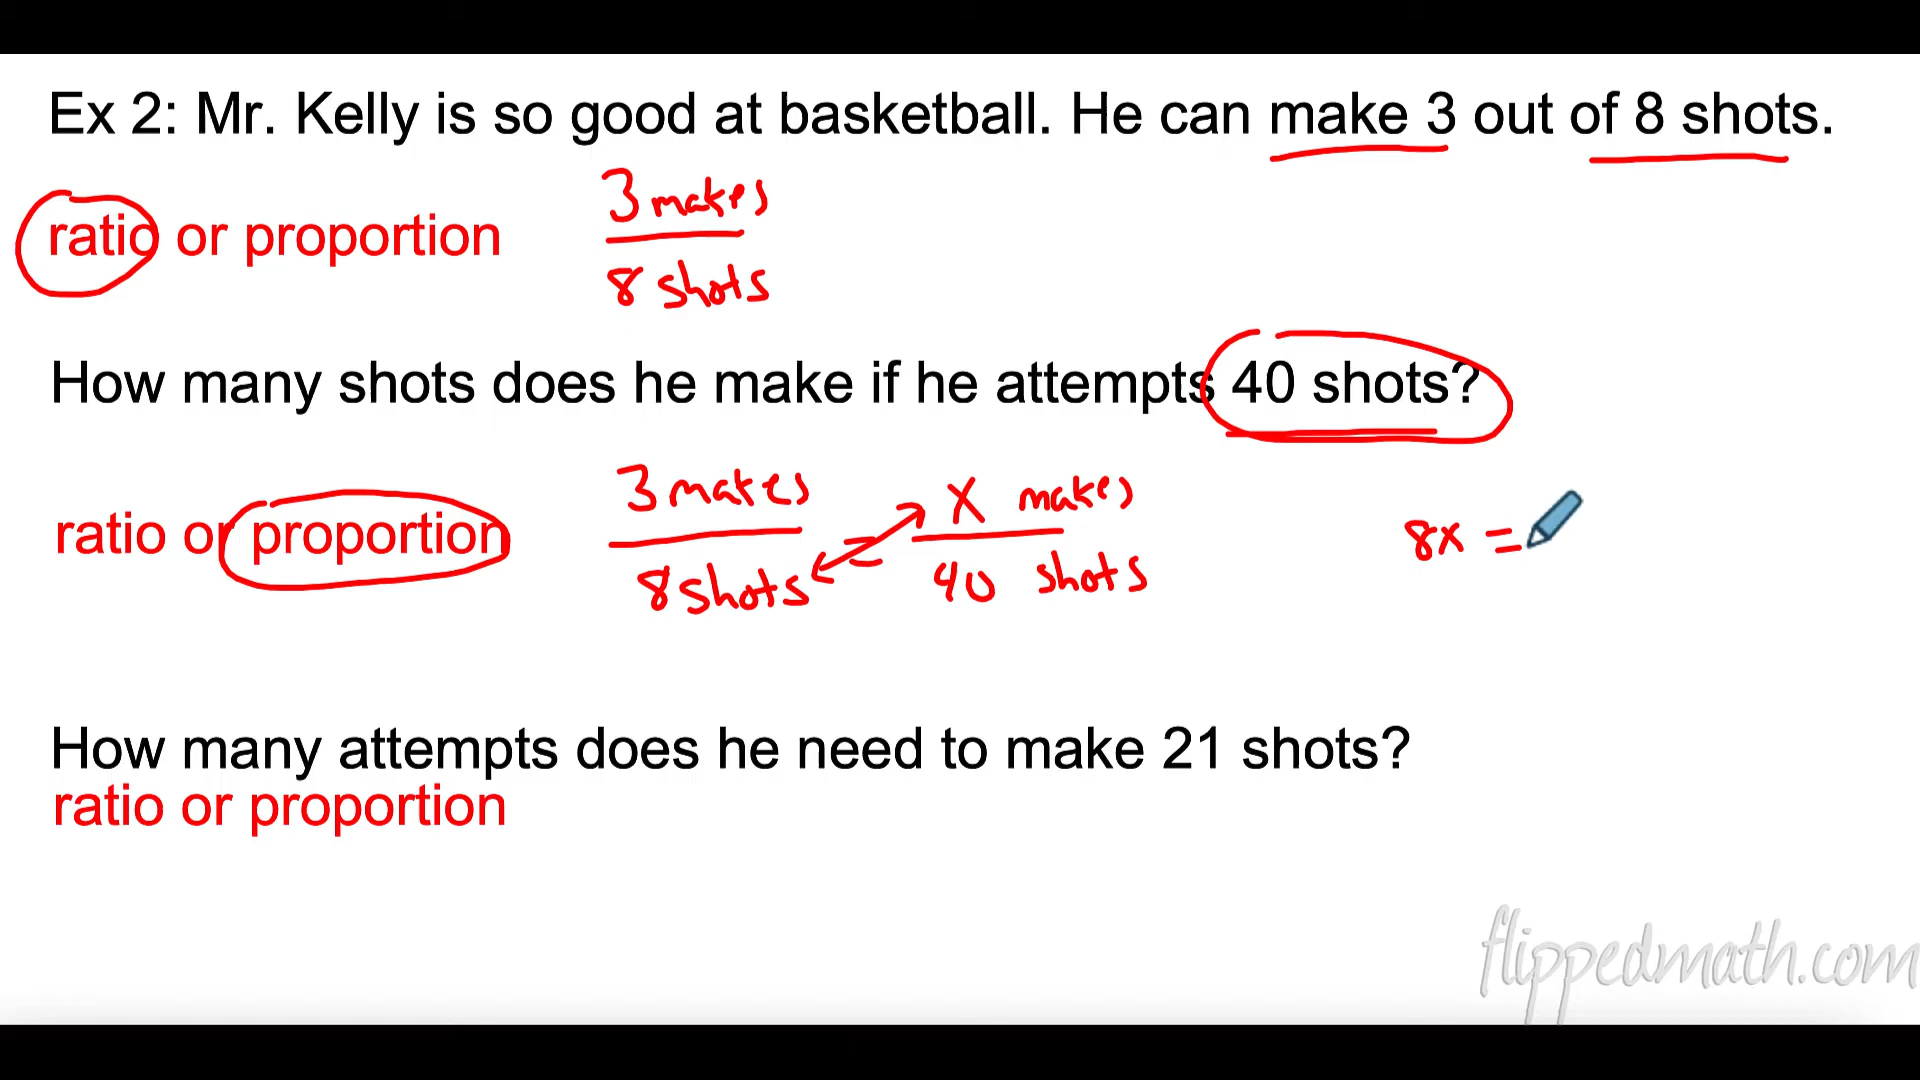 Ex 2: Mr. Kelly is so good at basketball. He can make 3 out of 8 shots.
ratio or proportion
3 makes
8 shots
How many shots does he make if he attempts 40 shots?
ratio or proportion
3 makes = x makes
8 shots 40 shots
8x =
How many attempts does he need to make 21 shots?
ratio or proportion
flippedmath.com